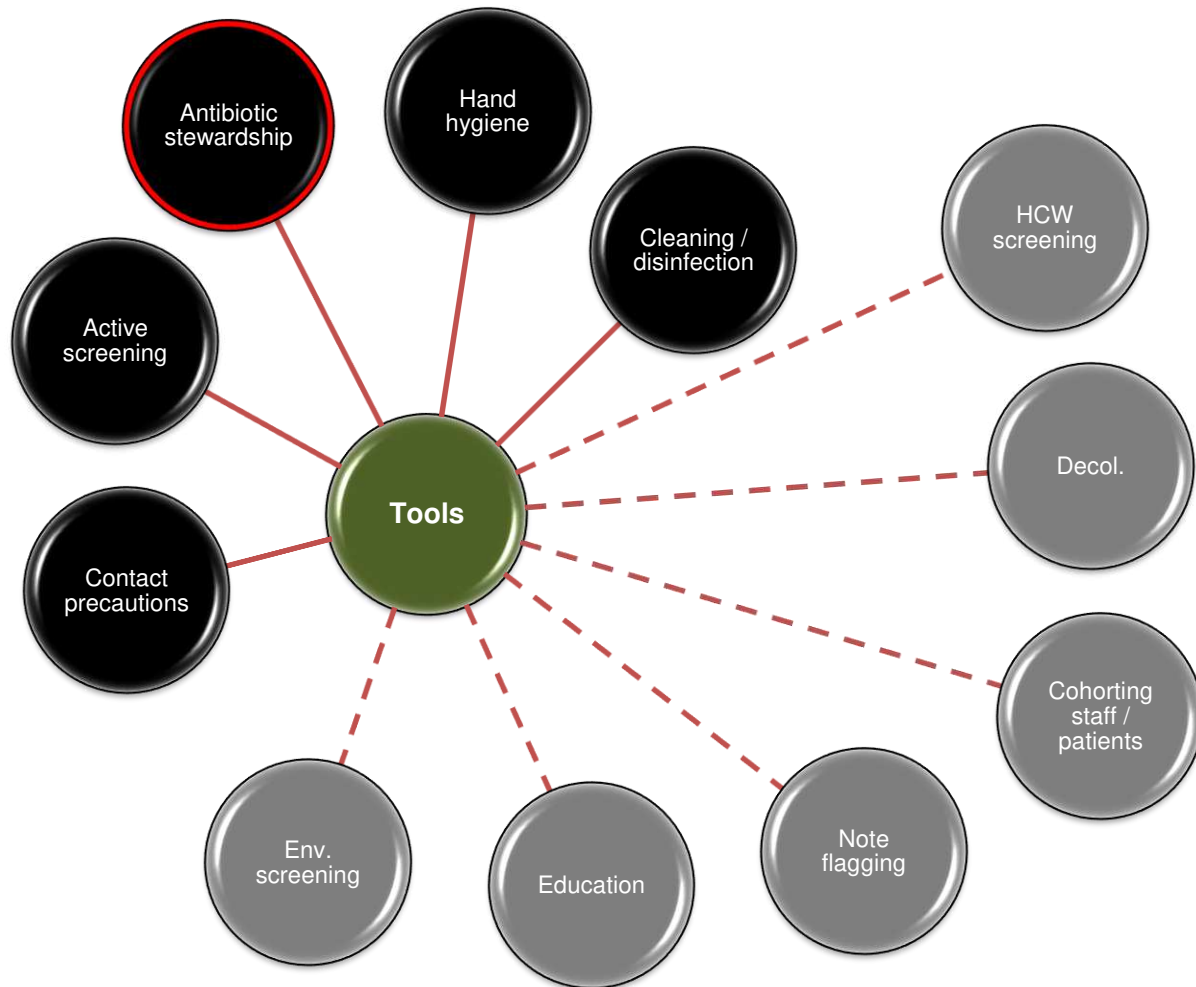 Antibiotic
stewardship
Hand
hygiene
Cleaning /
disinfection
HCW
screening
Active
screening
Decol.
Tools
Contact
precautions
Cohorting
staff /
patients
Env.
screening
Education
Note
flagging